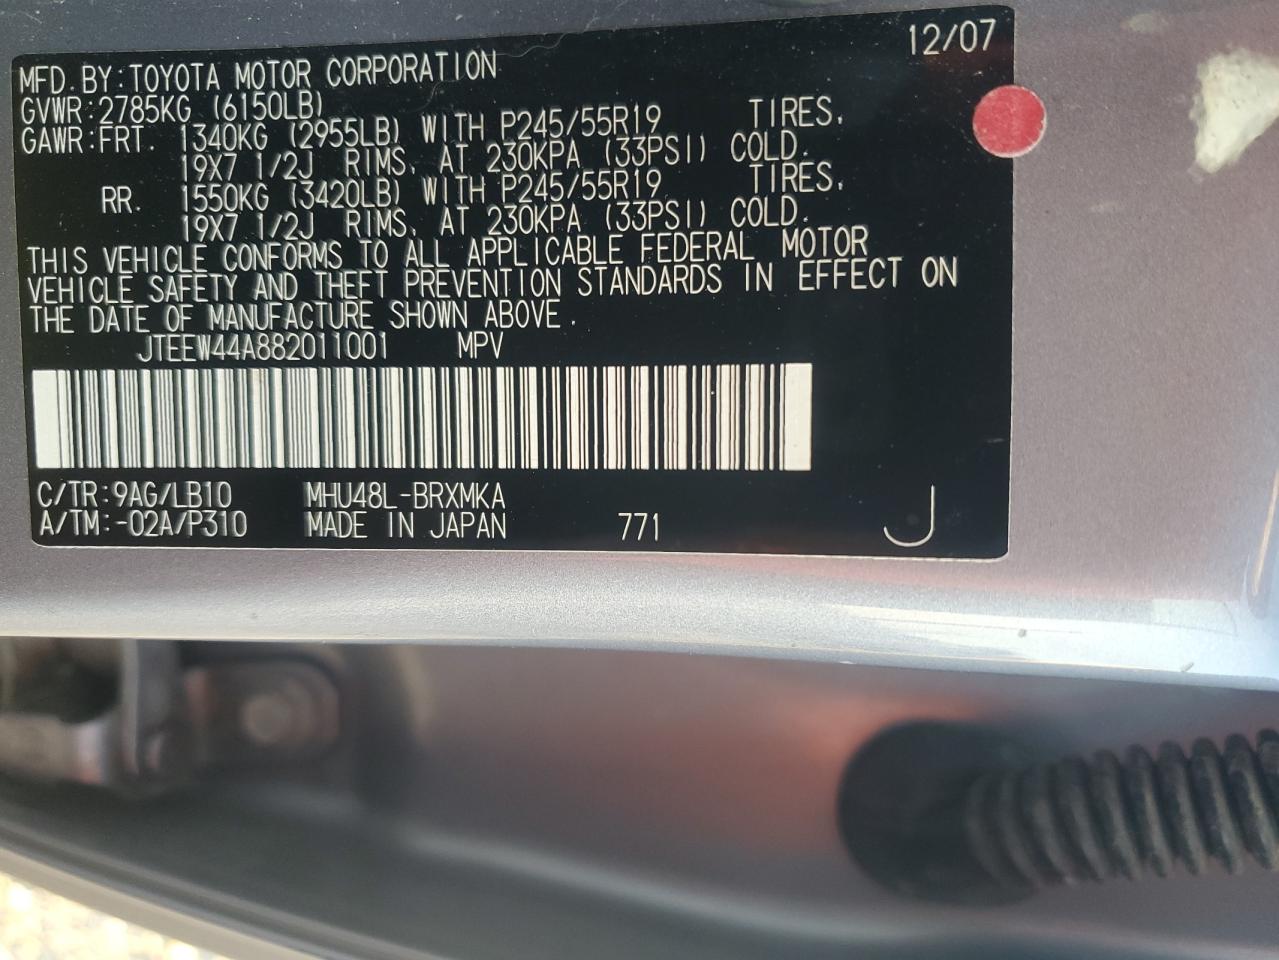 12/07
MFD. BY: TOYOTA MOTOR CORPORATION
GVWR: 2785KG (6150LB)
GAWR: FRT. 1340KG (2955LB) WITH P245/55R19 TIRES,
19X7 1/2J RIMS, AT 230KPA (33PSI) COLD.
RR. 1550KG (3420LB) WITH P245/55R19 TIRES,
19X7 1/2J RIMS, AT 230KPA (33PSI) COLD.
THIS VEHICLE CONFORMS TO ALL APPLICABLE FEDERAL MOTOR
VEHICLE SAFETY AND THEFT PREVENTION STANDARDS IN EFFECT ON
THE DATE OF MANUFACTURE SHOWN ABOVE.
JTEEW44A882011001 MPV
C/TR: 9AG/LB10 MHU48L-BRXMKA
A/TM: -02A/P310 MADE IN JAPAN 771 J